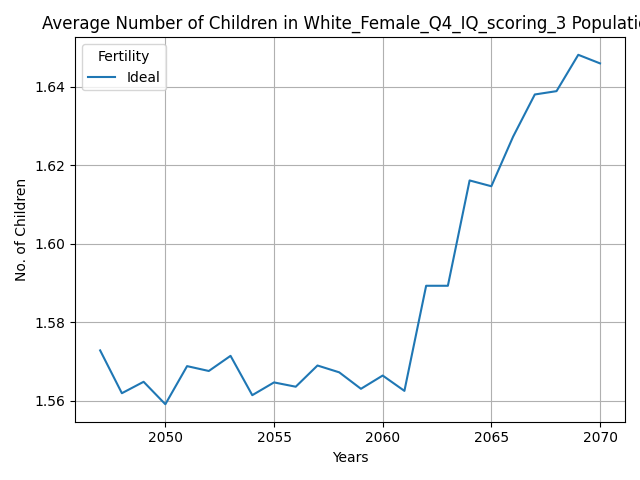 Average Number of Children in White_Female_Q4_IQ_scoring_3 Populatio
Fertility
Ideal
No. of Children
1.64
1.62
1.60
1.58
1.56
2050 2055 2060 2065 2070
Years